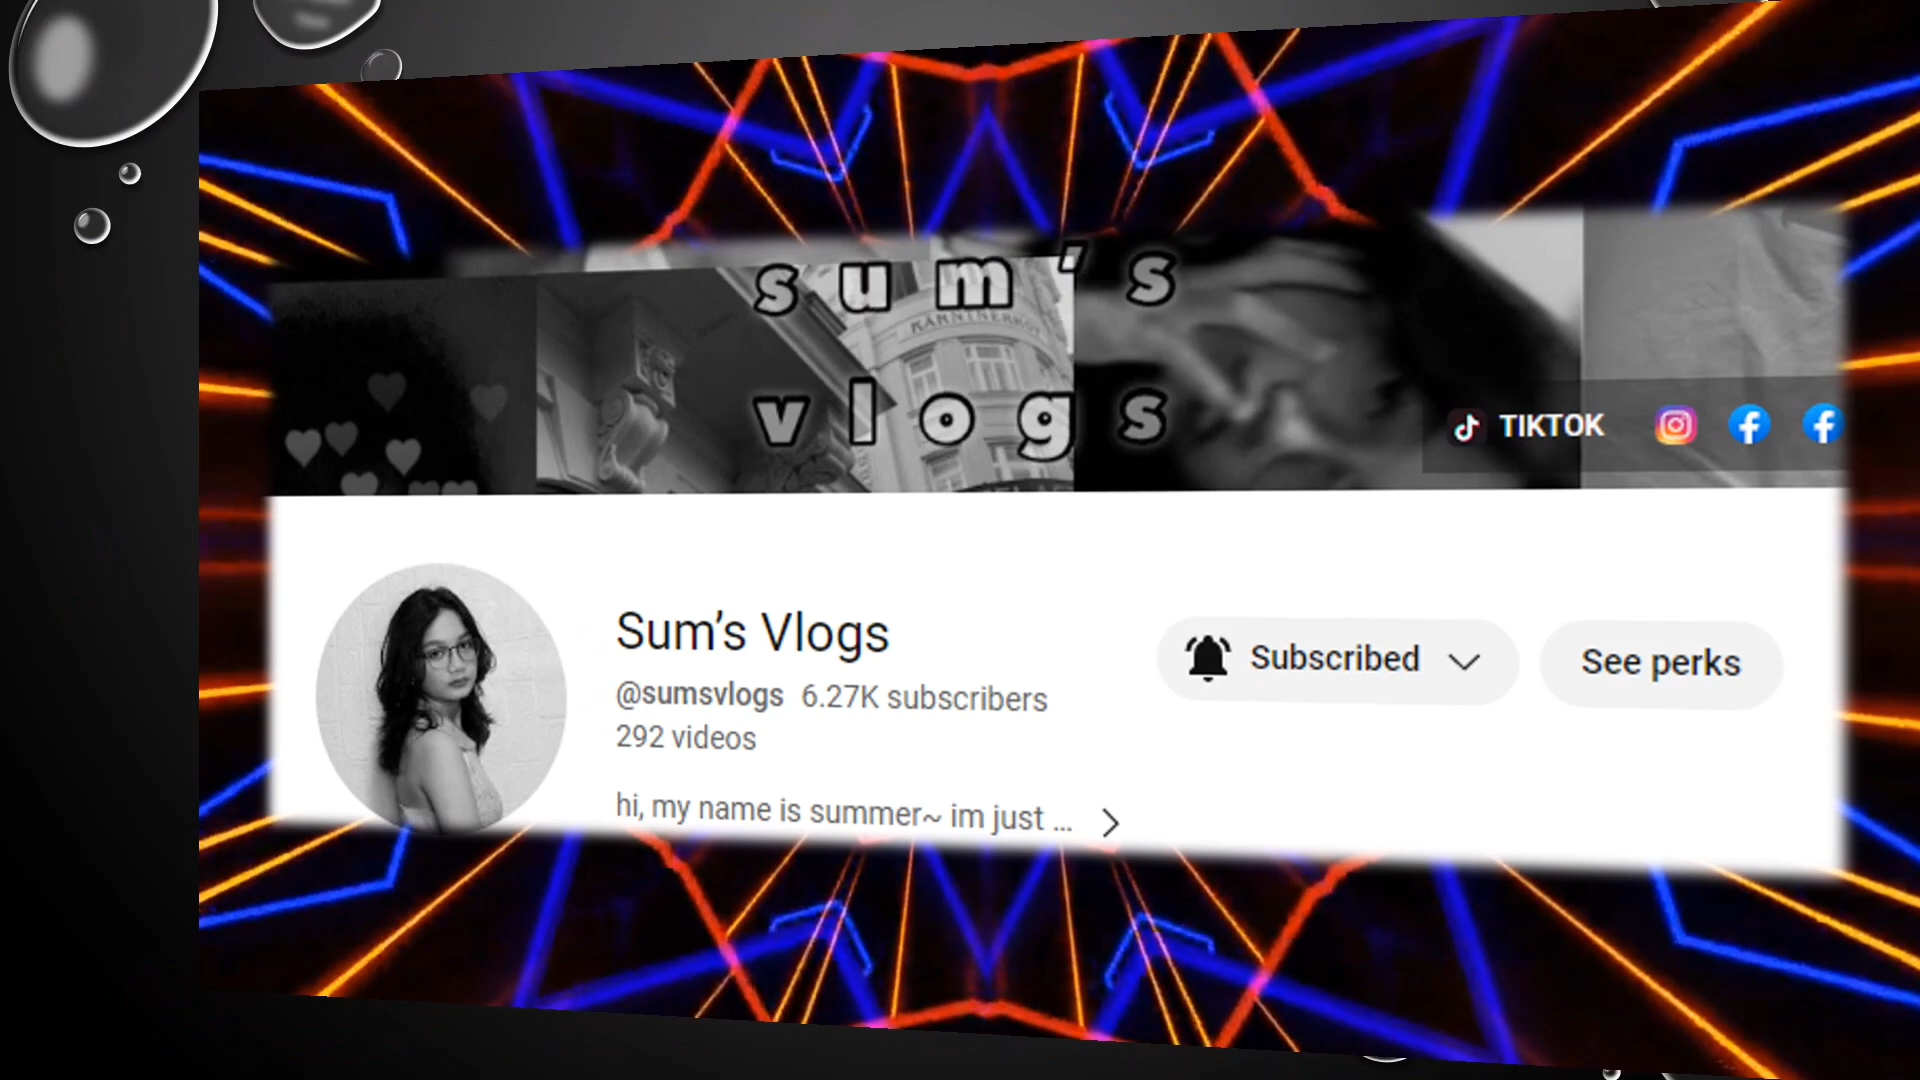 sum's
vlogs
KÄRNTNERHOF
TIKTOK
Sum’s Vlogs
@sumsvlogs 6.27K subscribers
292 videos
hi, my name is summer~ im just ...
Subscribed
See perks